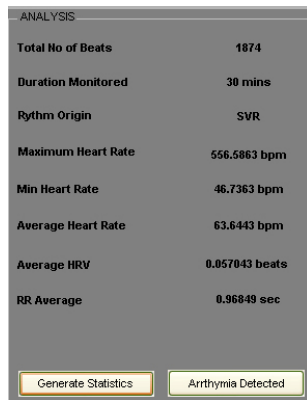 ANALYSIS
Total No of Beats 1874
Duration Monitored 30 mins
Rythm Origin SVR
Maximum Heart Rate 556.5863 bpm
Min Heart Rate 46.7363 bpm
Average Heart Rate 63.6443 bpm
Average HRV 0.057043 beats
RR Average 0.96849 sec
Generate Statistics Arrthymia Detected